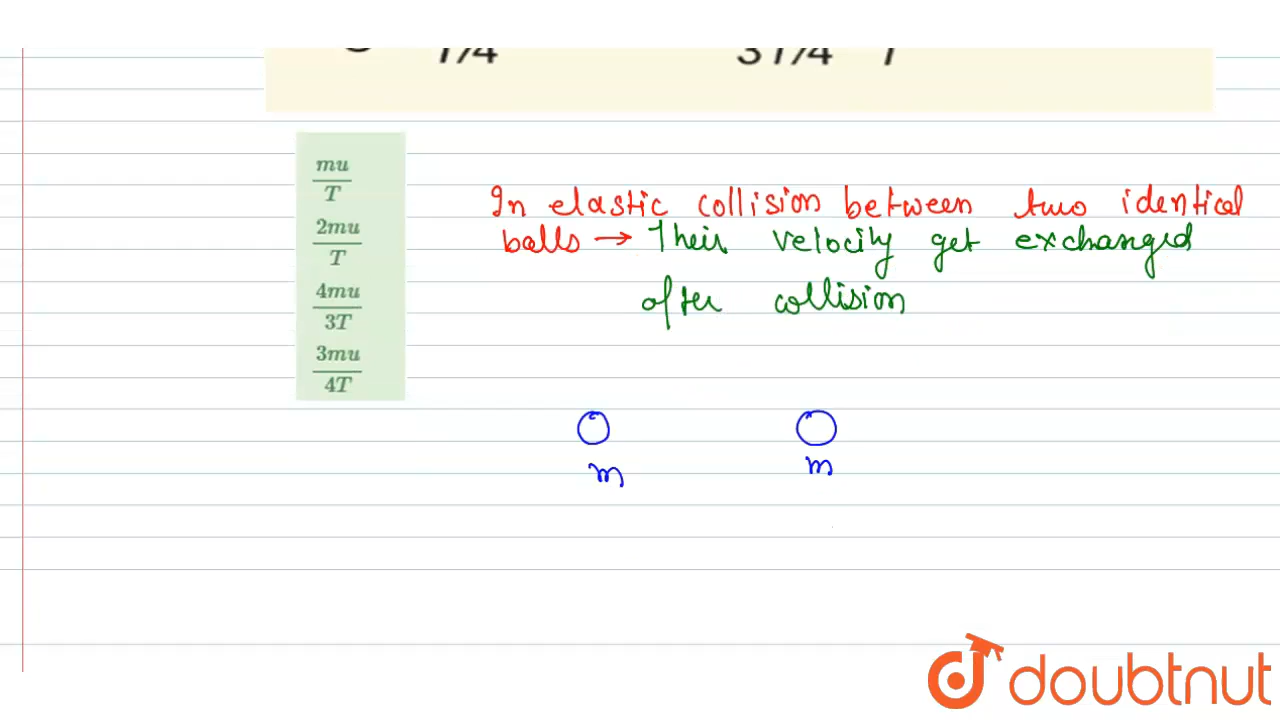 T/4 3T/4 T
mu/T
2mu/T
4mu/3T
3mu/4T
In elastic collision between two identical
balls → Their velocity get exchanged
after collision
m m
doubtnut